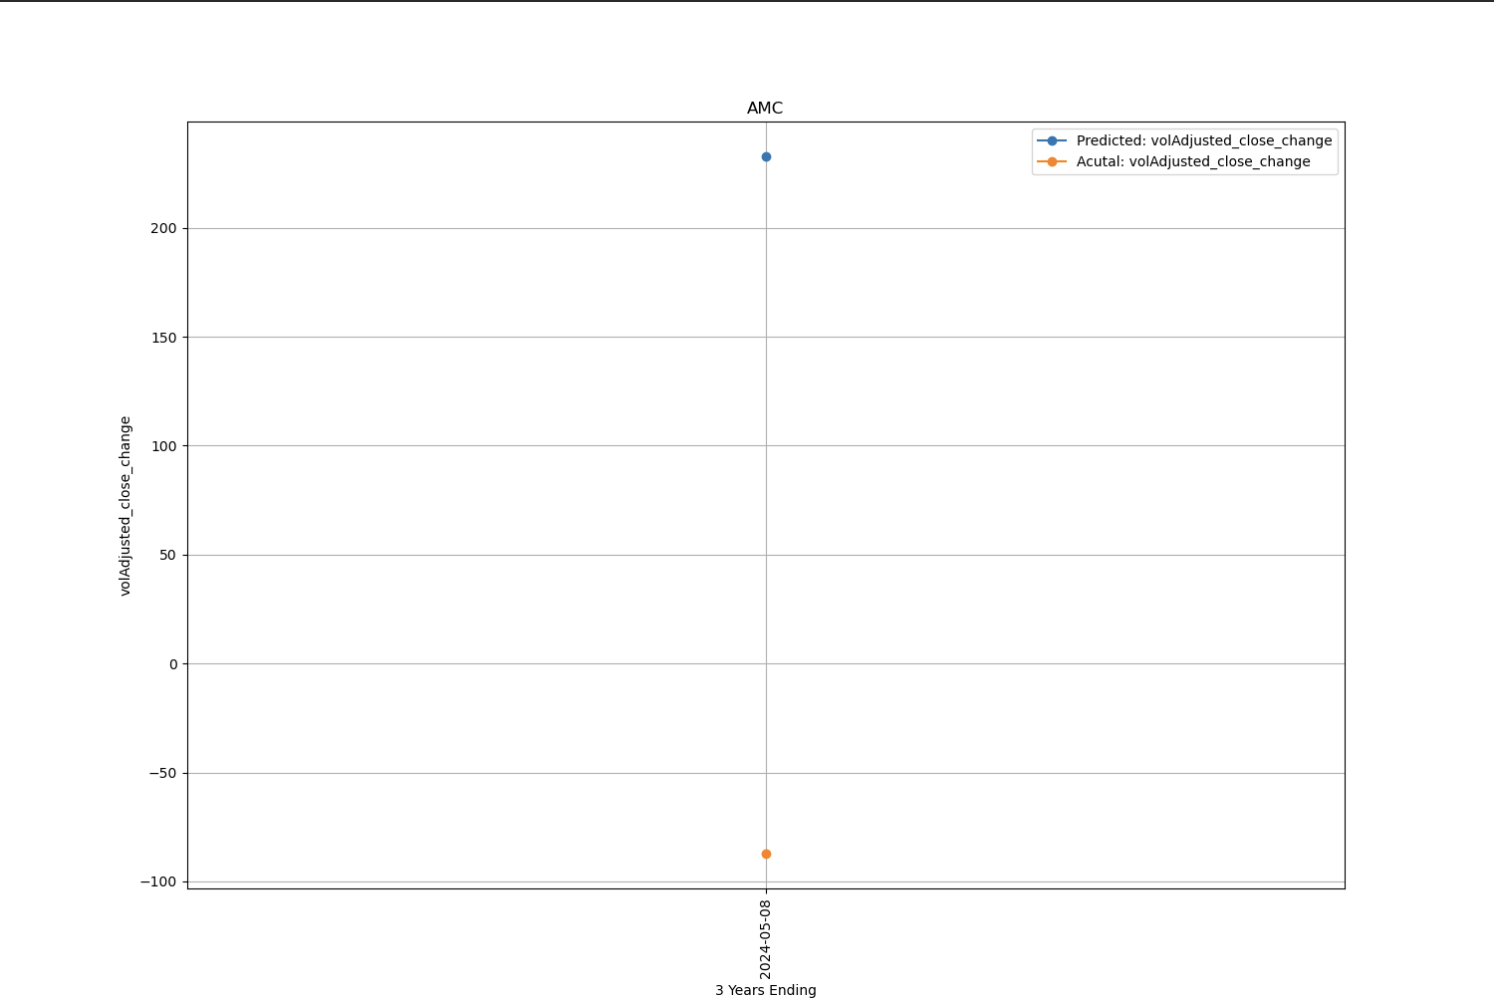 AMC
Predicted: volAdjusted_close_change
Acutal: volAdjusted_close_change
volAdjusted_close_change
200
150
100
50
0
−50
−100
2024-05-08
3 Years Ending